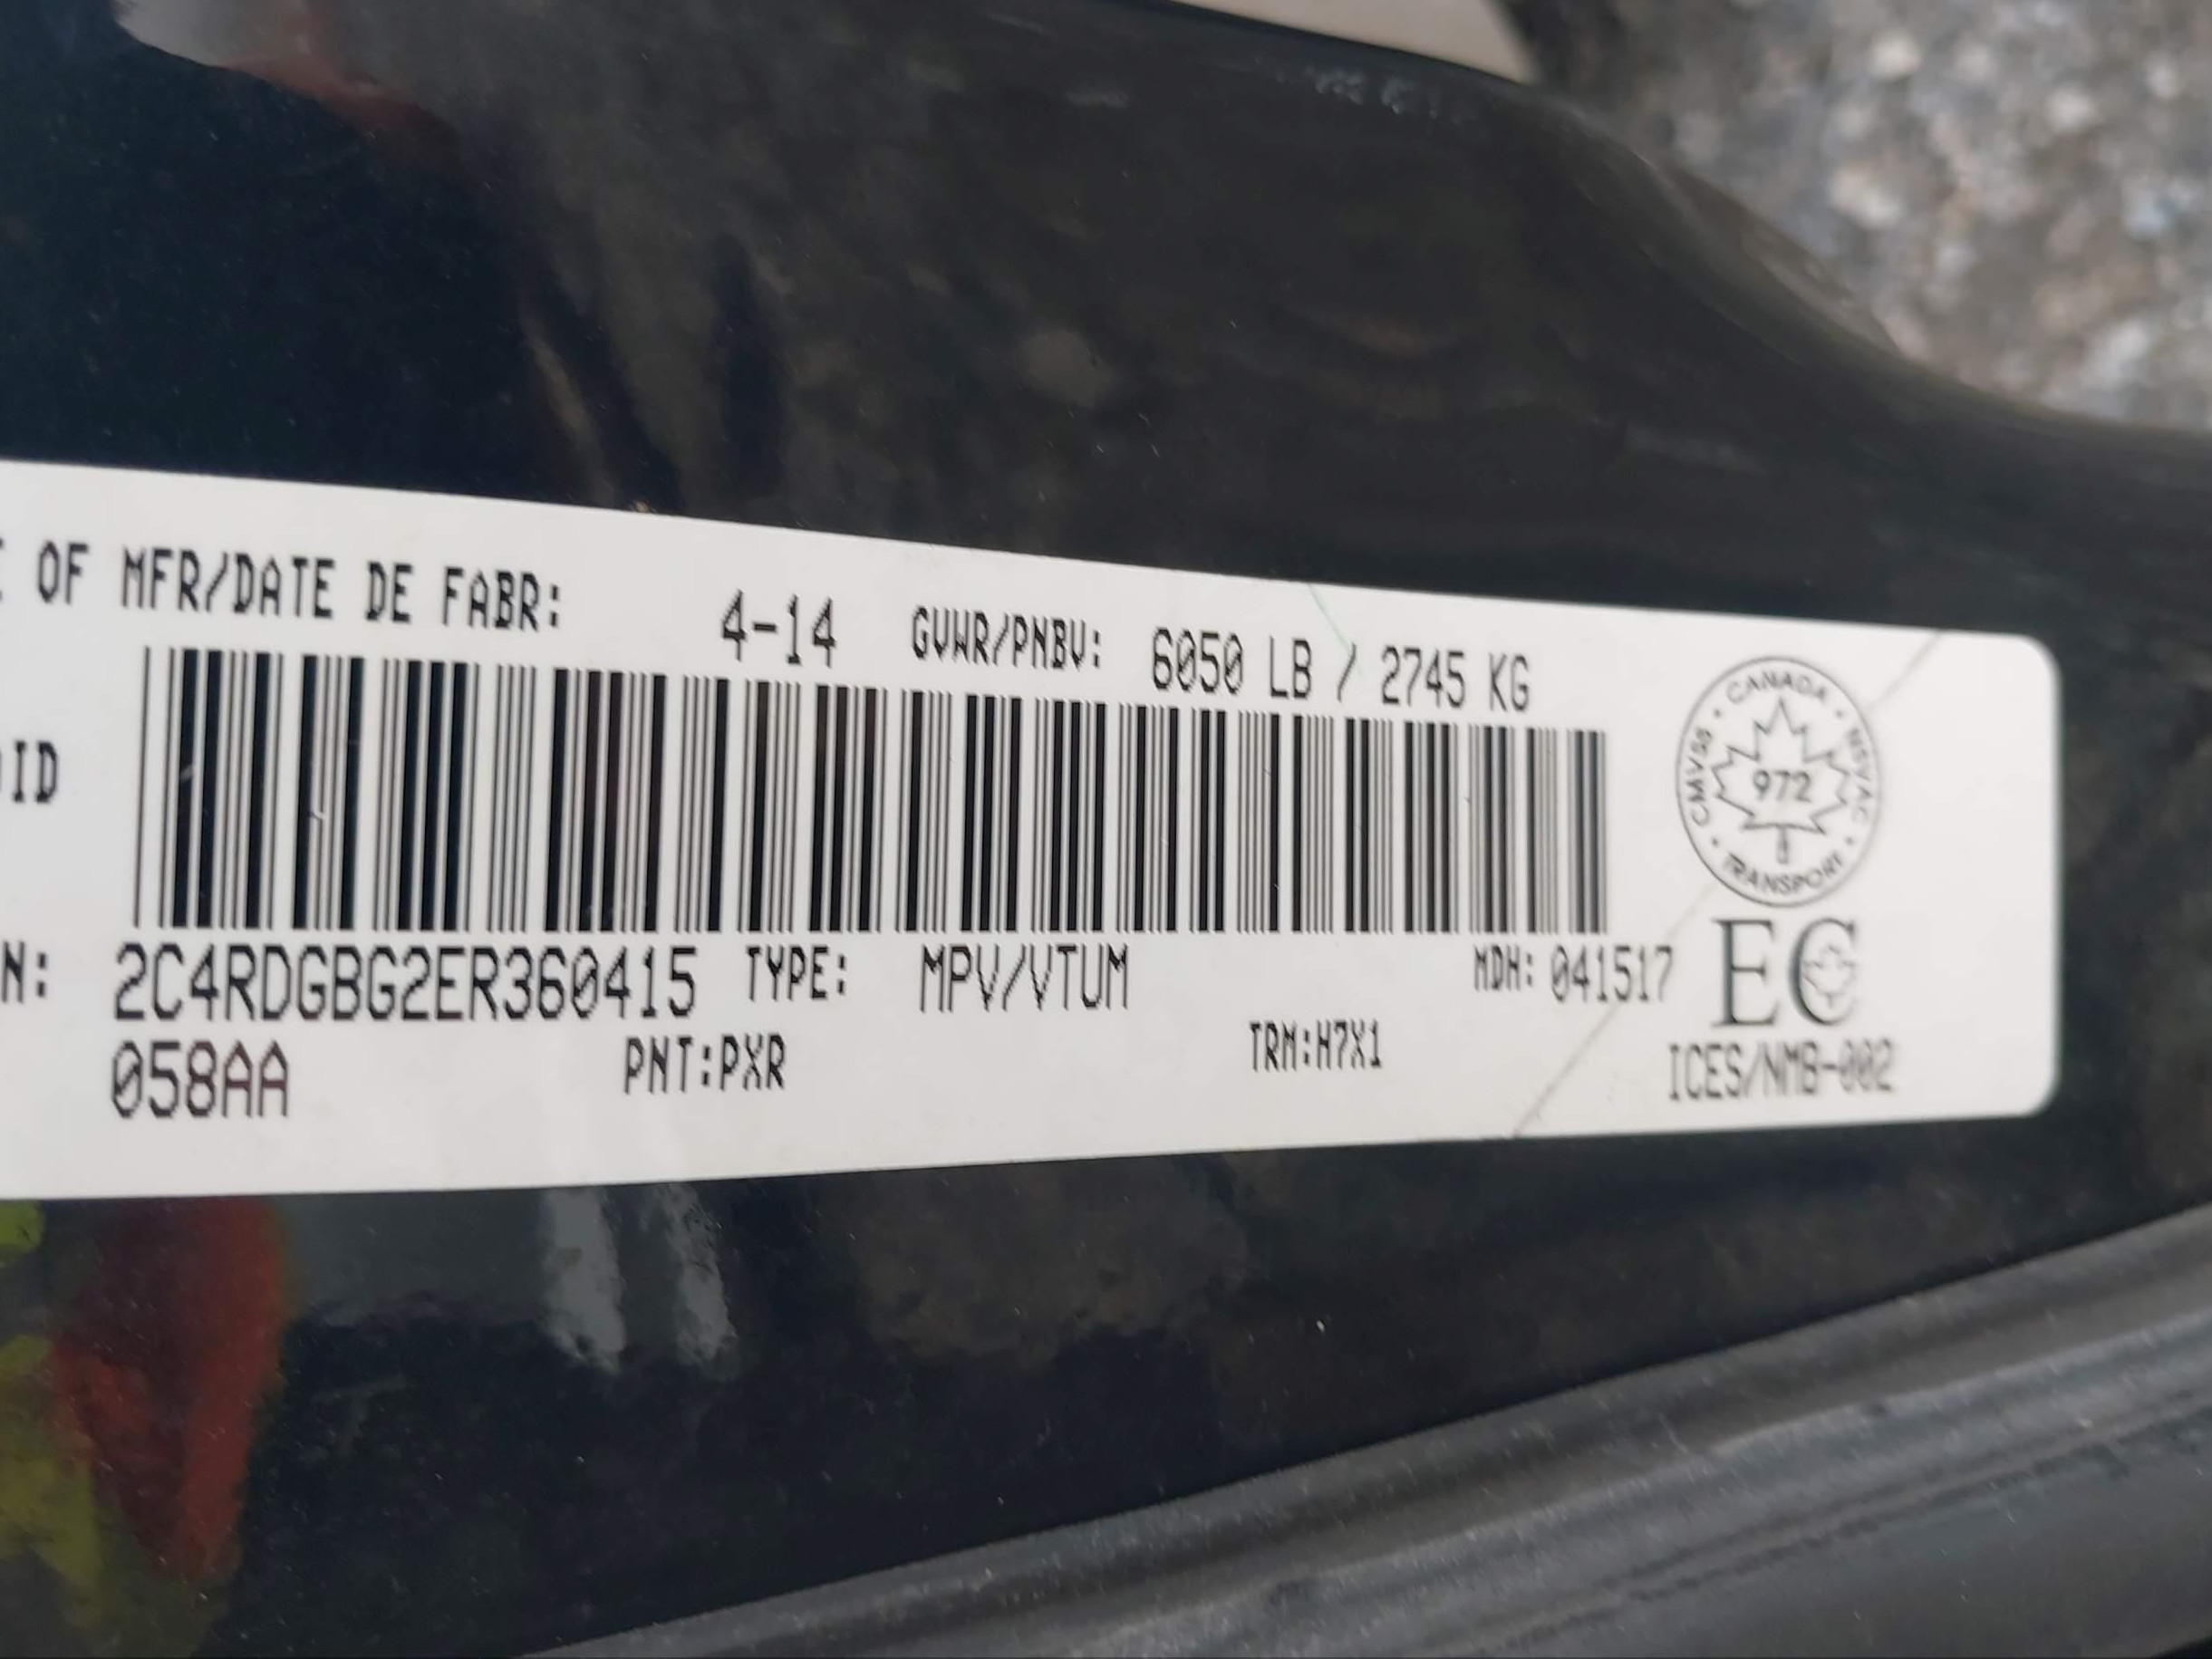 OF MFR/DATE DE FABR: 4-14 GVWR/PNBV: 6050 LB / 2745 KG
CANADA · NSVAC · TRANSPORT · CMVSS ·
972
ID
N: 2C4RDGBG2ER360415 TYPE: MPV/VTUM MDH: 041517
EC
058AA PNT:PXR TRM:H7X1 ICES/NMB-002